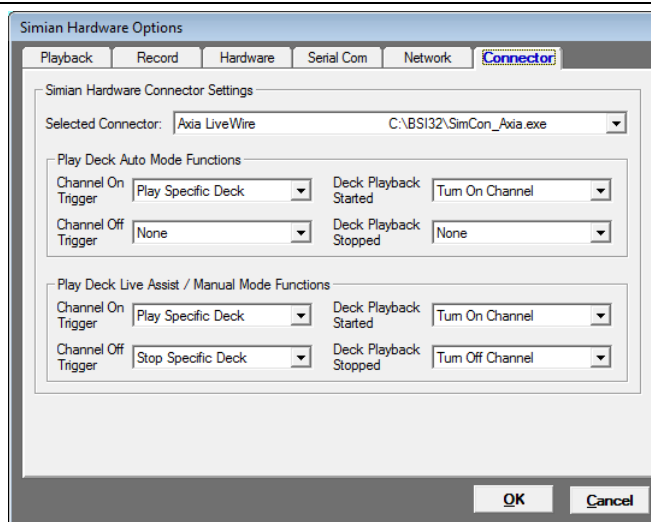 Simian Hardware Options
Playback Record Hardware Serial Com Network Connector
Simian Hardware Connector Settings
Selected Connector: Axia LiveWire C:\BSI32\SimCon_Axia.exe
Play Deck Auto Mode Functions
Channel On Trigger Play Specific Deck Deck Playback Started Turn On Channel
Channel Off Trigger None Deck Playback Stopped None
Play Deck Live Assist / Manual Mode Functions
Channel On Trigger Play Specific Deck Deck Playback Started Turn On Channel
Channel Off Trigger Stop Specific Deck Deck Playback Stopped Turn Off Channel
OK Cancel